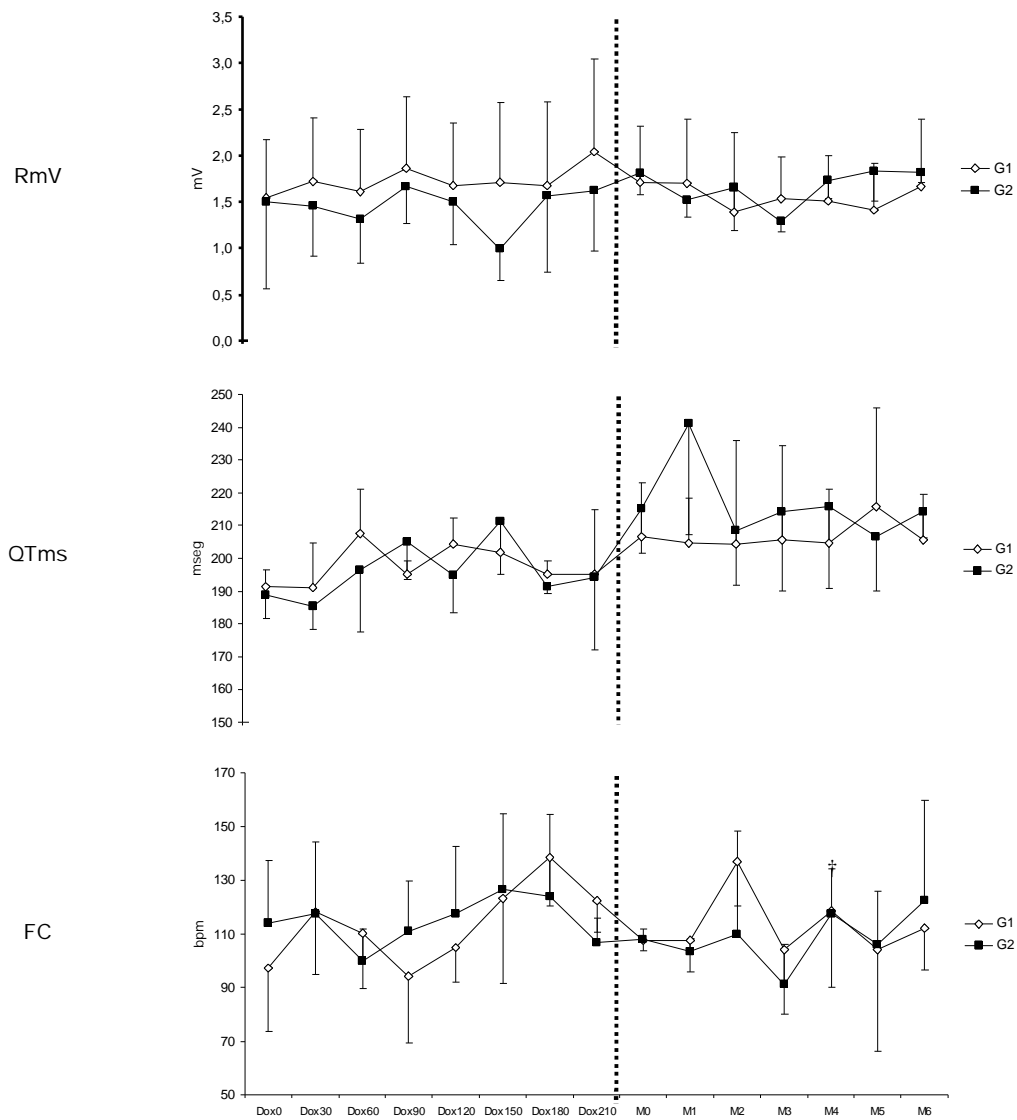 RmV
mV
3,5
3,0
2,5
2,0
1,5
1,0
0,5
0,0
G1
G2
QTms
mseg
250
240
230
220
210
200
190
180
170
160
150
G1
G2
FC
bpm
170
150
130
110
90
70
50
‡
G1
G2
Dox0 Dox30 Dox60 Dox90 Dox120 Dox150 Dox180 Dox210 M0 M1 M2 M3 M4 M5 M6